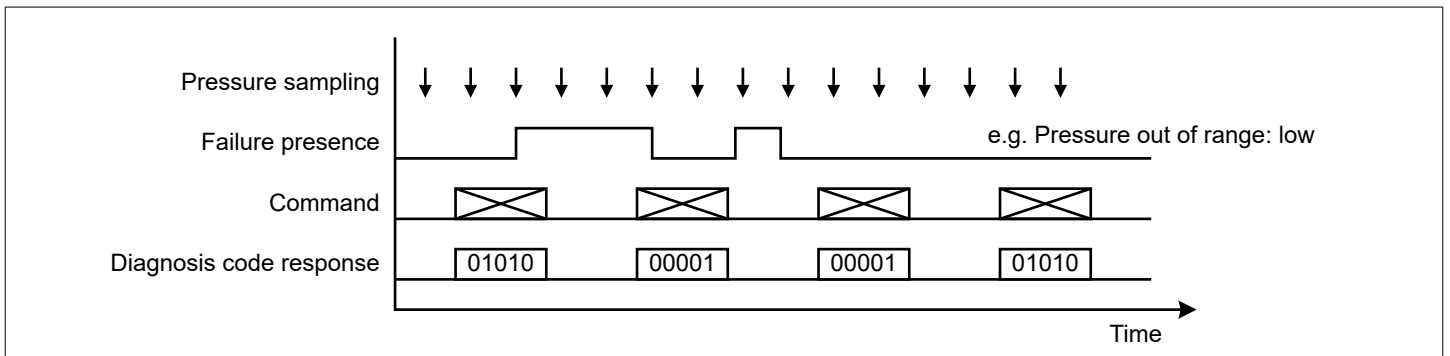 Pressure sampling
Failure presence
e.g. Pressure out of range: low
Command
Diagnosis code response
01010
00001
00001
01010
Time